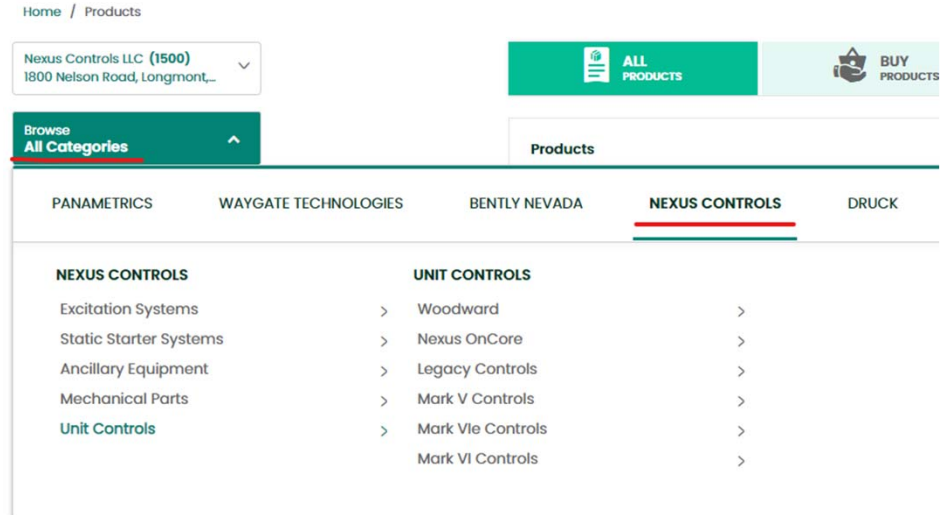 Home / Products
Nexus Controls LLC (1500)
1800 Nelson Road, Longmont,...
ALL
PRODUCTS
BUY
PRODUCTS
Browse
All Categories
Products
PANAMETRICS WAYGATE TECHNOLOGIES BENTLY NEVADA NEXUS CONTROLS DRUCK
NEXUS CONTROLS
Excitation Systems
Static Starter Systems
Ancillary Equipment
Mechanical Parts
Unit Controls
UNIT CONTROLS
Woodward
Nexus OnCore
Legacy Controls
Mark V Controls
Mark VIe Controls
Mark VI Controls